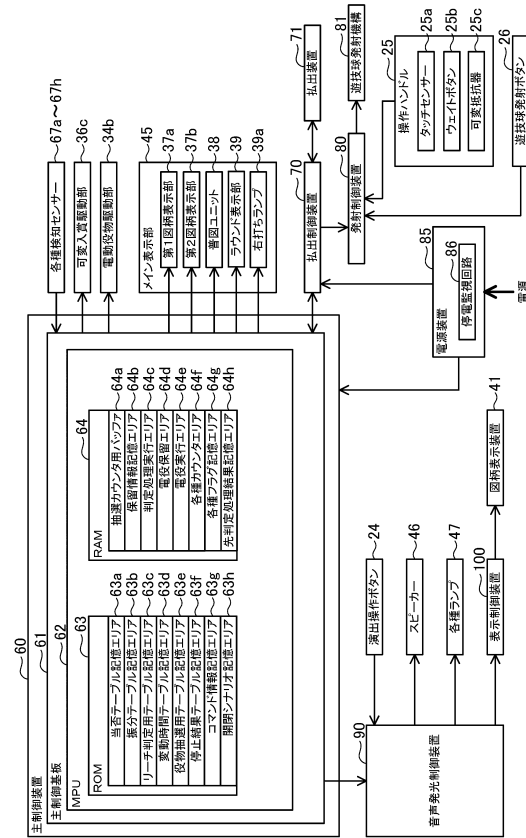 60
主制御装置
61
主制御基板
62
MPU
63
ROM
当否テーブル記憶エリア 63a
振分テーブル記憶エリア 63b
リーチ判定用テーブル記憶エリア 63c
変動時間テーブル記憶エリア 63d
役物抽選用テーブル記憶エリア 63e
停止結果テーブル記憶エリア 63f
コマンド情報記憶エリア 63g
開閉シナリオ記憶エリア 63h
64
RAM
抽選カウンタ用バッファ 64a
保留情報記憶エリア 64b
判定処理実行エリア 64c
電役保留エリア 64d
電役実行エリア 64e
各種カウンタエリア 64f
各種フラグ記憶エリア 64g
先判定処理結果記憶エリア 64h
各種検知センサー 67a~67h
可変入賞駆動部 36c
電動役物駆動部 34b
45
メイン表示部
第1図柄表示部 37a
第2図柄表示部 37b
普図ユニット 38
ラウンド表示部 39
右打ちランプ 39a
70
払出制御装置
払出装置 71
80
発射制御装置
遊技球発射機構 81
操作ハンドル 25
タッチセンサー 25a
ウェイトボタン 25b
可変抵抗器 25c
遊技球発射ボタン 26
85
電源装置
86
停電監視回路
電源
90
音声発光制御装置
演出操作ボタン 24
スピーカー 46
各種ランプ 47
表示制御装置 100
図柄表示装置 41